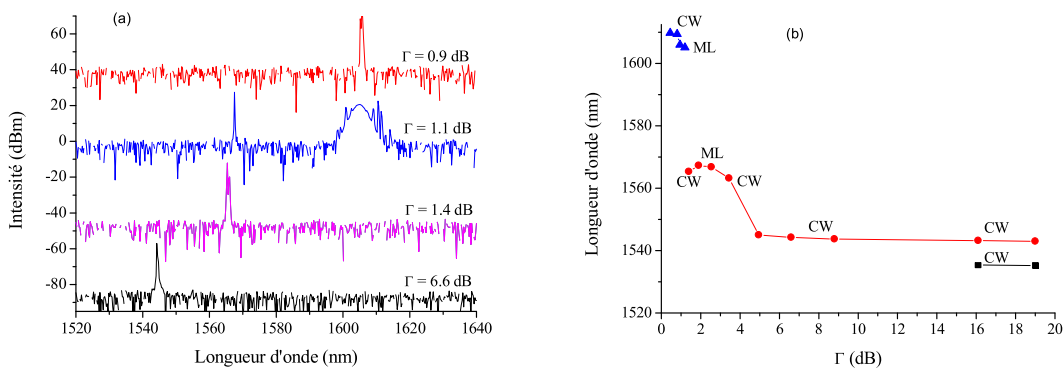 (a)
60
40
20
0
-20
-40
-60
-80
Intensité (dBm)
Γ = 0.9 dB
Γ = 1.1 dB
Γ = 1.4 dB
Γ = 6.6 dB
1520 1540 1560 1580 1600 1620 1640
Longueur d'onde (nm)
(b)
1600
1580
1560
1540
1520
Longueur d'onde (nm)
CW
ML
ML
CW
CW
CW
CW
CW
0 2 4 6 8 10 12 14 16 18 20
Γ (dB)